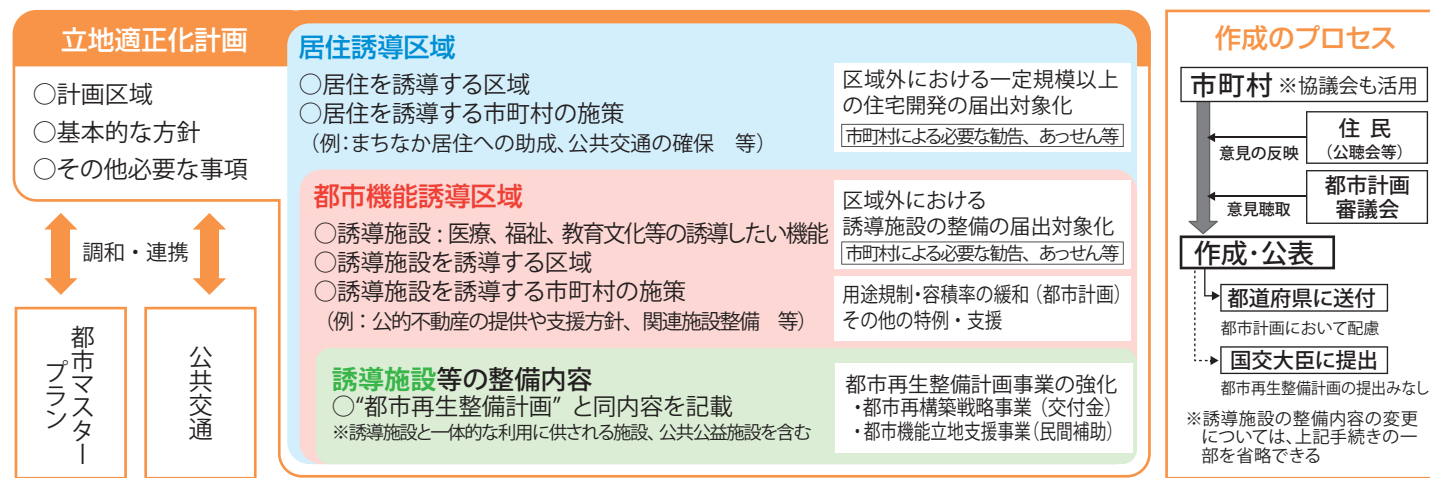 立地適正化計画
○計画区域
○基本的な方針
○その他必要な事項
調和・連携
都市マスター
プラン
公共交通
居住誘導区域
○居住を誘導する区域
○居住を誘導する市町村の施策
（例：まちなか居住への助成、公共交通の確保　等）
区域外における一定規模以上
の住宅開発の届出対象化
市町村による必要な勧告、あっせん等
都市機能誘導区域
○誘導施設：医療、福祉、教育文化等の誘導したい機能
○誘導施設を誘導する区域
○誘導施設を誘導する市町村の施策
（例：公的不動産の提供や支援方針、関連施設整備　等）
区域外における
誘導施設の整備の届出対象化
市町村による必要な勧告、あっせん等
用途規制・容積率の緩和（都市計画）
その他の特例・支援
誘導施設等の整備内容
○“都市再生整備計画” と同内容を記載
※誘導施設と一体的な利用に供される施設、公共公益施設を含む
都市再生整備計画事業の強化
・都市再構築戦略事業（交付金）
・都市機能立地支援事業（民間補助）
作成のプロセス
市町村 ※協議会も活用
住 民
（公聴会等）
意見の反映
都市計画
審議会
意見聴取
作成・公表
都道府県に送付
都市計画において配慮
国交大臣に提出
都市再生整備計画の提出みなし
※誘導施設の整備内容の変更
については、上記手続きの一
部を省略できる